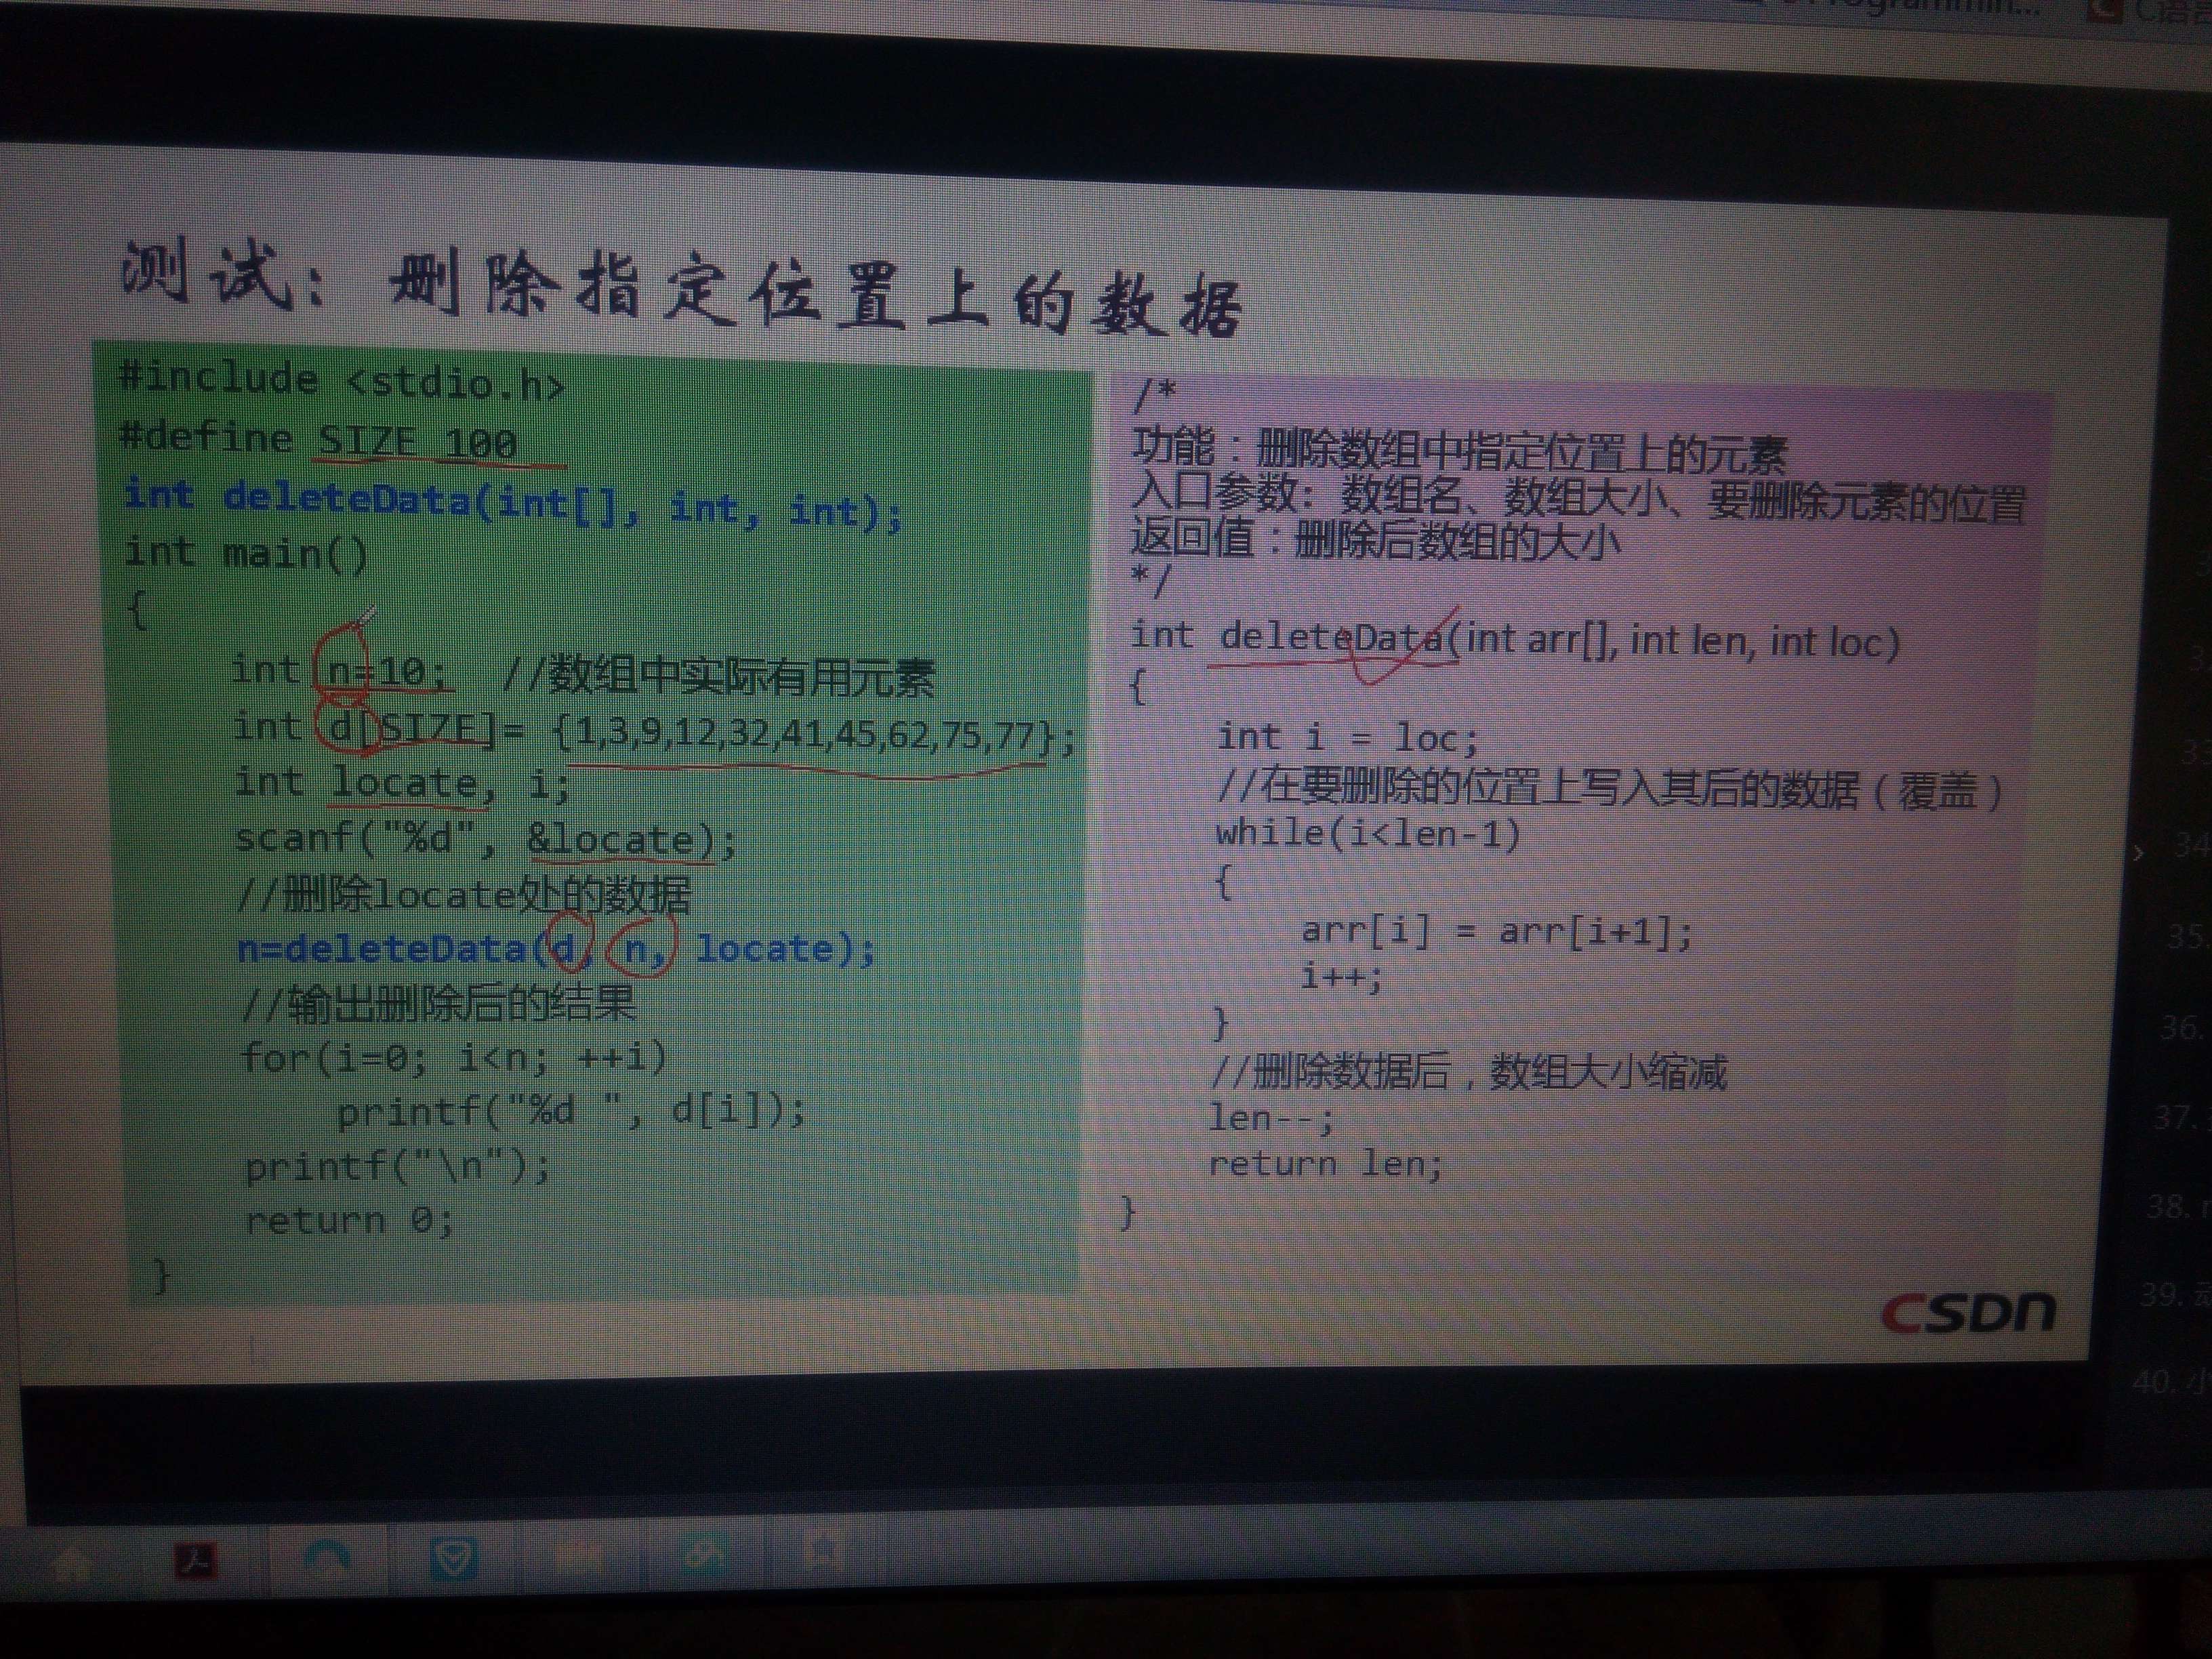 C语言
测试：删除指定位置上的数据
#include <stdio.h>
#define SIZE 100
int deleteData(int[], int, int);
int main()
{
int n=10; //数组中实际有用元素
int d[SIZE]= {1,3,9,12,32,41,45,62,75,77};
int locate, i;
scanf("%d", &locate);
//删除locate处的数据
n=deleteData(d, n, locate);
//输出删除后的结果
for(i=0; i<n; ++i)
printf("%d ", d[i]);
printf("\n");
return 0;
}
/*
功能：删除数组中指定位置上的元素
入口参数：数组名、数组大小、要删除元素的位置
返回值：删除后数组的大小
*/
int deleteData(int arr[], int len, int loc)
{
int i = loc;
//在要删除的位置上写入其后的数据（覆盖）
while(i<len-1)
{
arr[i] = arr[i+1];
i++;
}
//删除数据后，数组大小缩减
len--;
return len;
}
CSDN
34
35.
36.
37.
38.
39.
40. 小